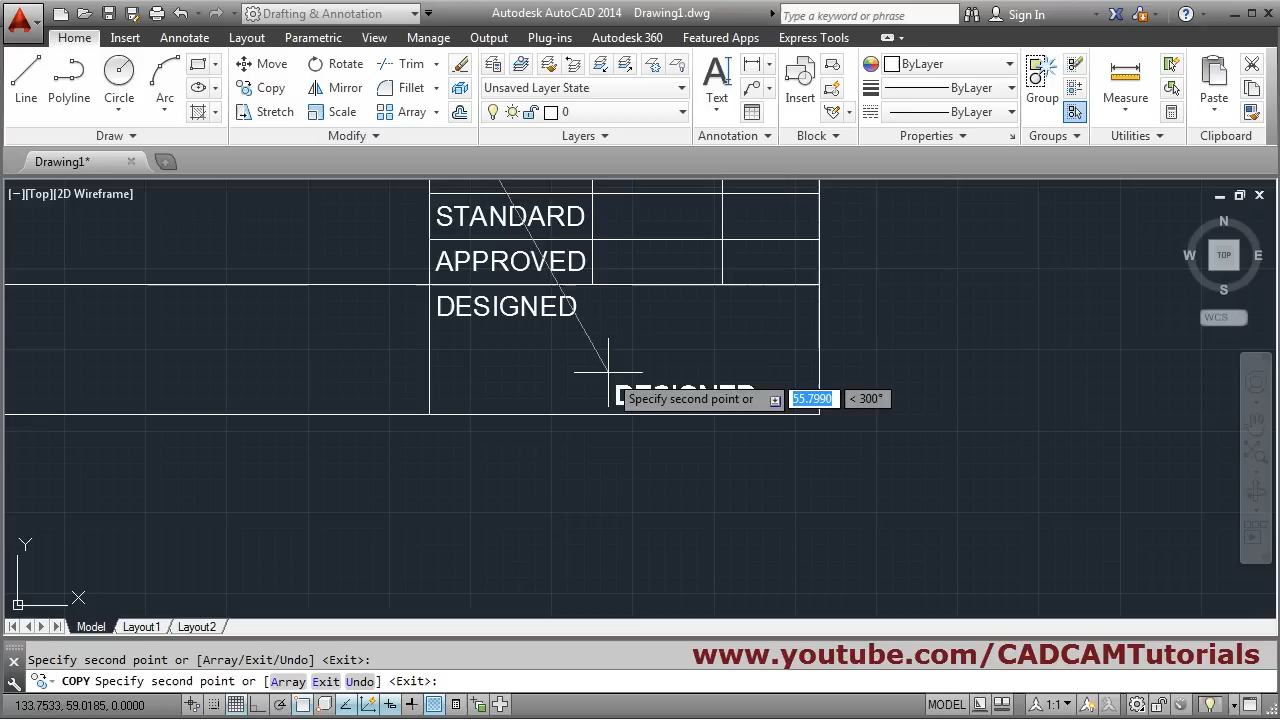 Drafting & Annotation
Autodesk AutoCAD 2014 Drawing1.dwg
Type a keyword or phrase
Sign In
Home Insert Annotate Layout Parametric View Manage Output Plug-ins Autodesk 360 Featured Apps Express Tools
Line
Polyline
Circle
Arc
Draw
Move
Rotate
Trim
Copy
Mirror
Fillet
Stretch
Scale
Array
Modify
Unsaved Layer State
0
Layers
Text
Annotation
Insert
Block
ByLayer
ByLayer
ByLayer
Properties
Group
Groups
Measure
Utilities
Paste
Clipboard
Drawing1*
[−][Top][2D Wireframe]
N
W TOP E
S
WCS
STANDARD
APPROVED
DESIGNED
DESIGNED
Specify second point or 55.7990 < 300°
Y
X
Model Layout1 Layout2
Specify second point or [Array/Exit/Undo] <Exit>:
www.youtube.com/CADCAMTutorials
COPY Specify second point or [Array Exit Undo] <Exit>:
133.7533, 59.0185, 0.0000
MODEL
1:1